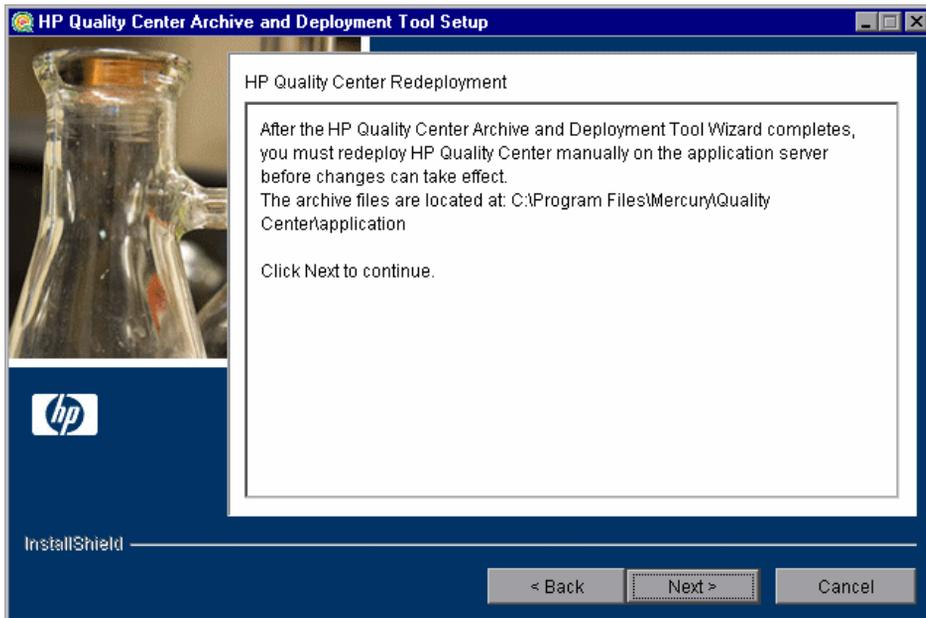 HP Quality Center Archive and Deployment Tool Setup
HP Quality Center Redeployment
After the HP Quality Center Archive and Deployment Tool Wizard completes,
you must redeploy HP Quality Center manually on the application server
before changes can take effect.
The archive files are located at: C:\Program Files\Mercury\Quality
Center\application
Click Next to continue.
hp
InstallShield
< Back
Next >
Cancel